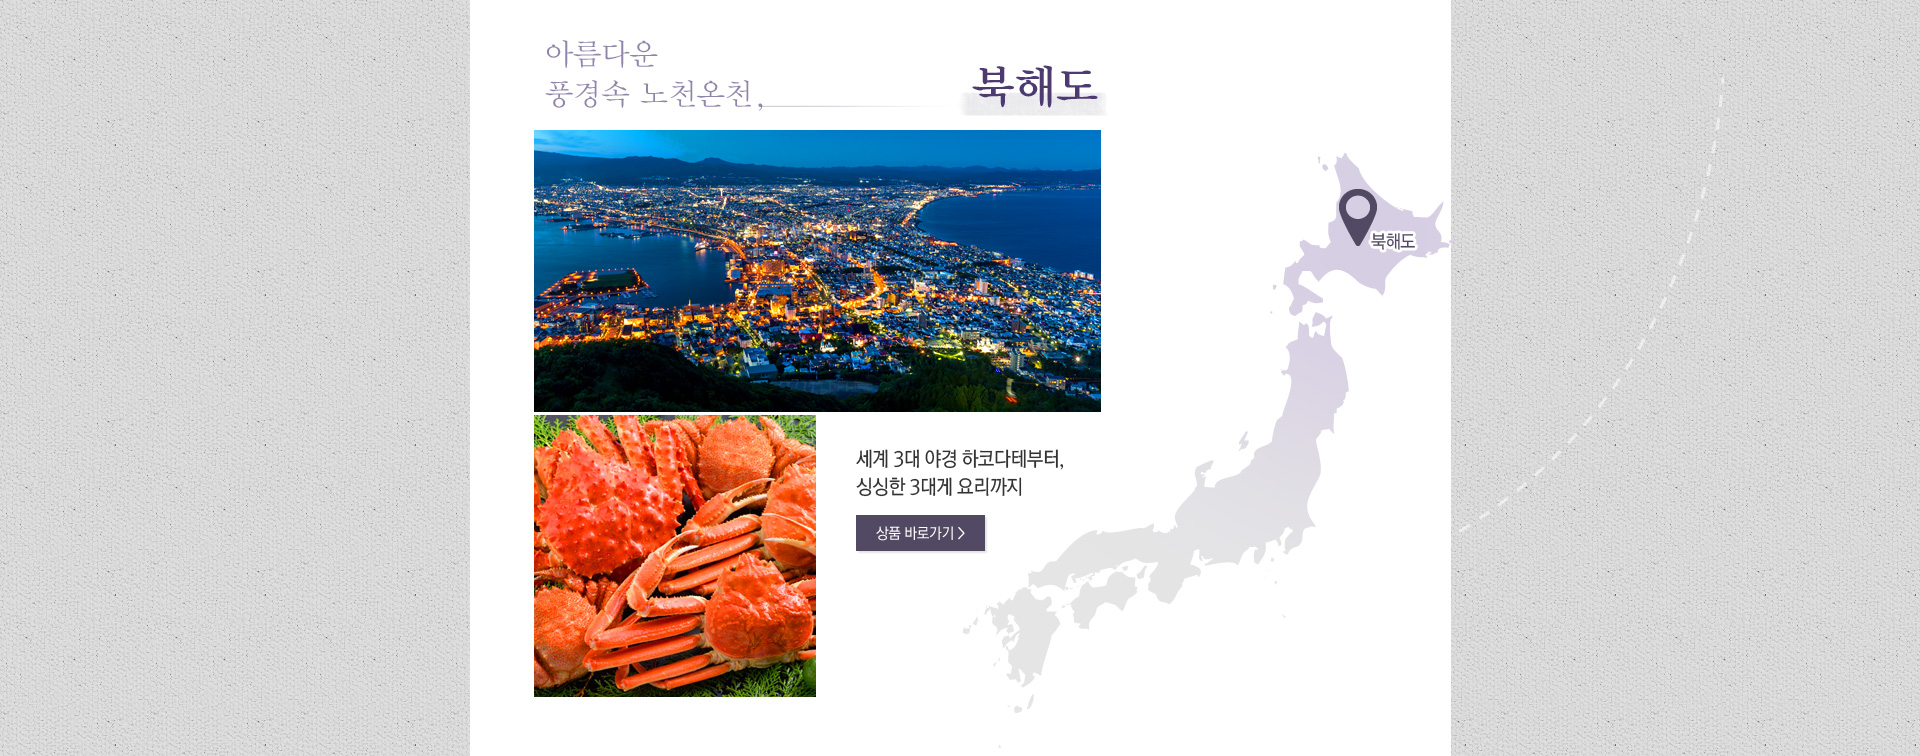 아름다운
풍경속 노천온천,
북해도
북해도
세계 3대 야경 하코다테부터,
싱싱한 3대게 요리까지
상품 바로가기 >